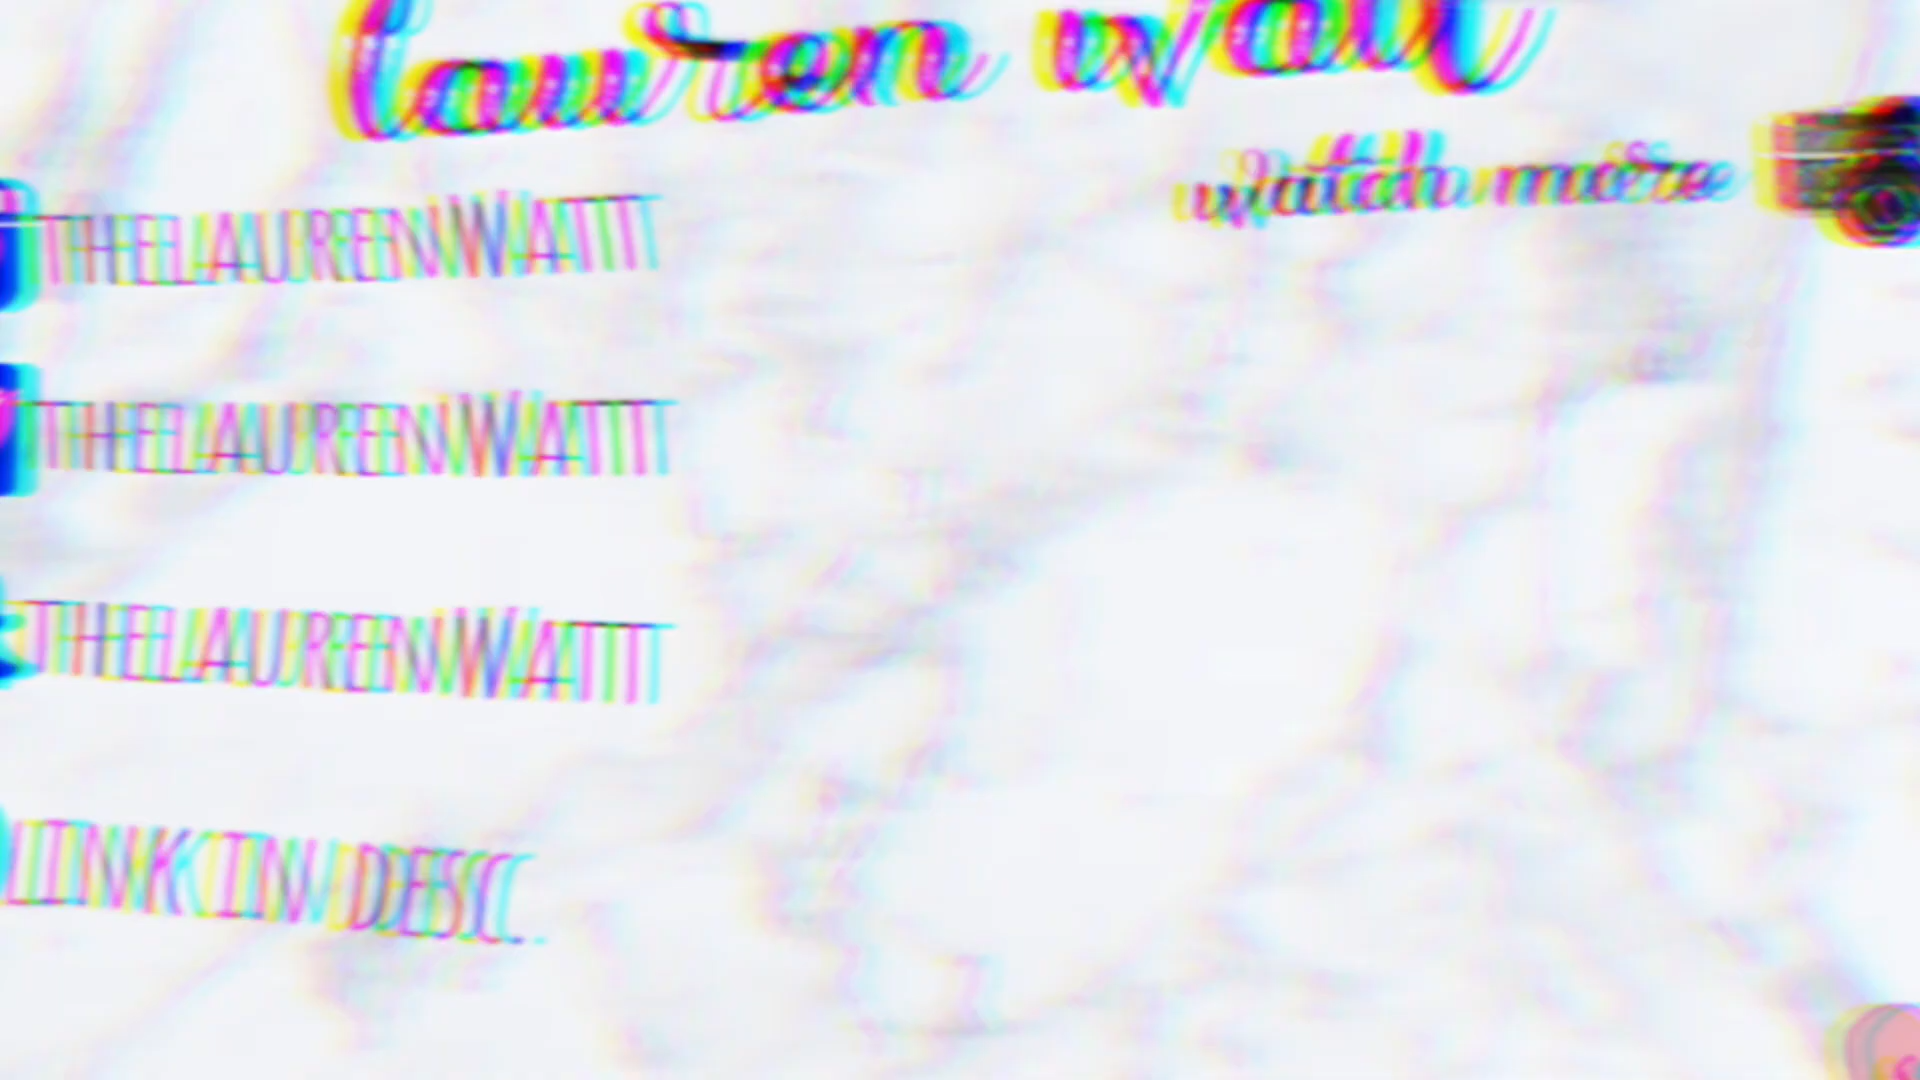 lauren watt
watch more
THELAURENWATT
THELAURENWATT
THELAURENWATT
LINK IN DESC.